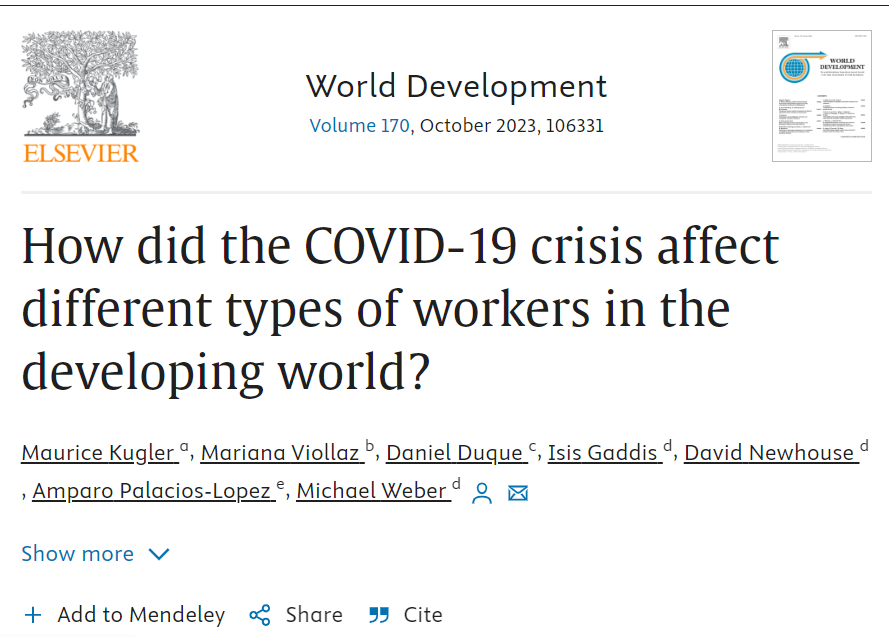 World Development
Volume 170, October 2023, 106331
ELSEVIER
WORLD
DEVELOPMENT
How did the COVID-19 crisis affect
different types of workers in the
developing world?
Maurice Kugler a, Mariana Viollaz b, Daniel Duque c, Isis Gaddis d, David Newhouse d
, Amparo Palacios-Lopez e, Michael Weber d
Show more
Add to Mendeley Share Cite